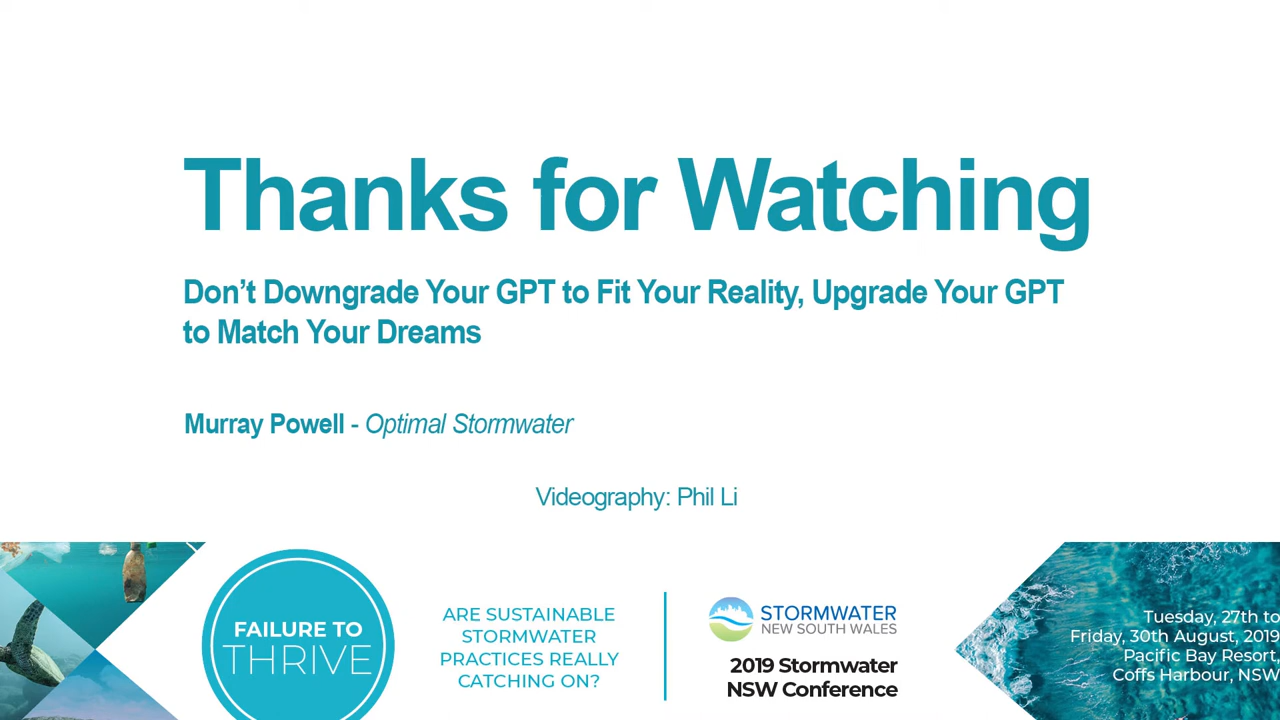 Thanks for Watching
Don’t Downgrade Your GPT to Fit Your Reality, Upgrade Your GPT
to Match Your Dreams
Murray Powell - Optimal Stormwater
Videography: Phil Li
FAILURE TO
THRIVE
ARE SUSTAINABLE
STORMWATER
PRACTICES REALLY
CATCHING ON?
STORMWATER
NEW SOUTH WALES
2019 Stormwater
NSW Conference
Tuesday, 27th to
Friday, 30th August, 2019
Pacific Bay Resort,
Coffs Harbour, NSW